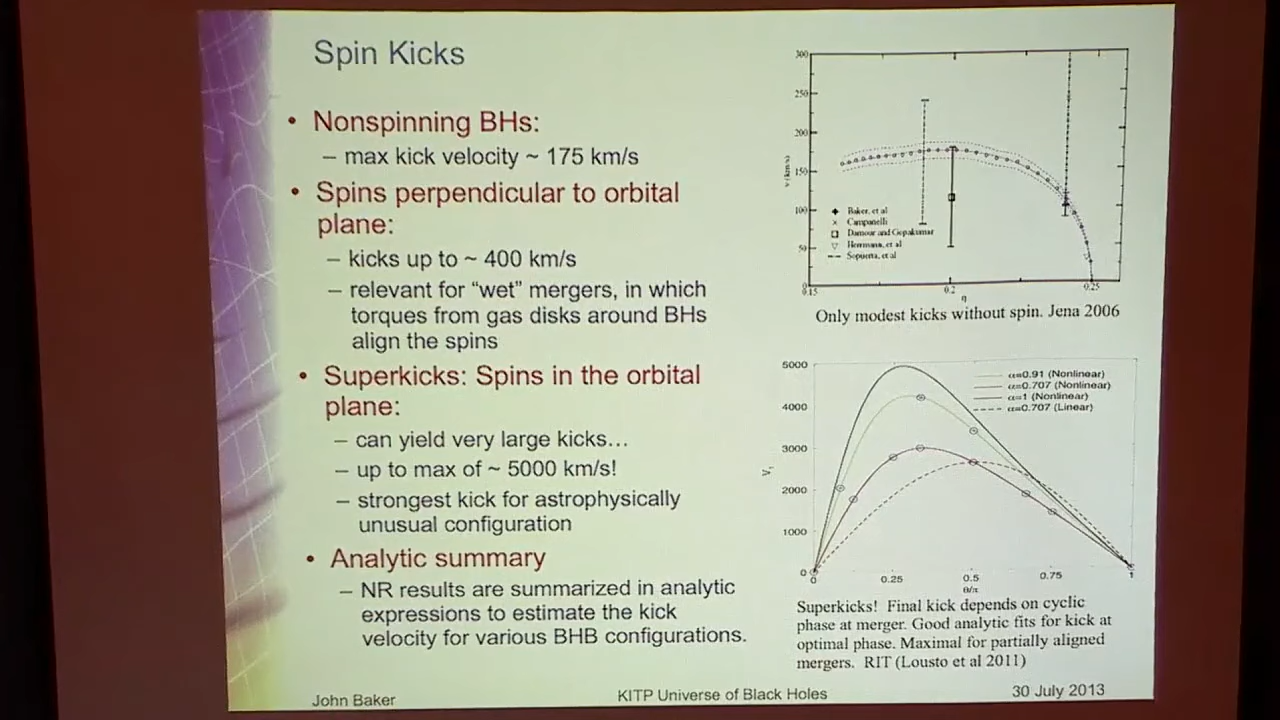 Spin Kicks
• Nonspinning BHs:
– max kick velocity ~ 175 km/s
• Spins perpendicular to orbital
plane:
– kicks up to ~ 400 km/s
– relevant for “wet” mergers, in which
torques from gas disks around BHs
align the spins
• Superkicks: Spins in the orbital
plane:
– can yield very large kicks…
– up to max of ~ 5000 km/s!
– strongest kick for astrophysically
unusual configuration
• Analytic summary
– NR results are summarized in analytic
expressions to estimate the kick
velocity for various BHB configurations.
300
250
200
150
100
50
0
v (km/s)
Baker, et al
Campanelli
Damour and Gopakumar
Herrmann, et al
Sopuerta, et al
0.15
0.2
0.25
η
Only modest kicks without spin. Jena 2006
5000
4000
3000
2000
1000
0
α=0.91 (Nonlinear)
α=0.707 (Nonlinear)
α=1 (Nonlinear)
α=0.707 (Linear)
0
0.25
0.5
0.75
1
θ/π
Superkicks! Final kick depends on cyclic
phase at merger. Good analytic fits for kick at
optimal phase. Maximal for partially aligned
mergers. RIT (Lousto et al 2011)
John Baker
KITP Universe of Black Holes
30 July 2013